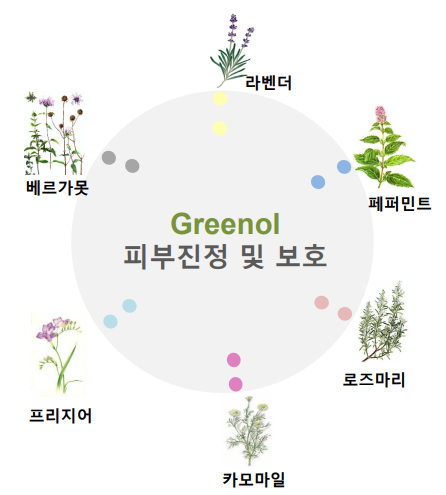 라벤더
베르가못
페퍼민트
Greenol
피부진정 및 보호
로즈마리
프리지어
카모마일